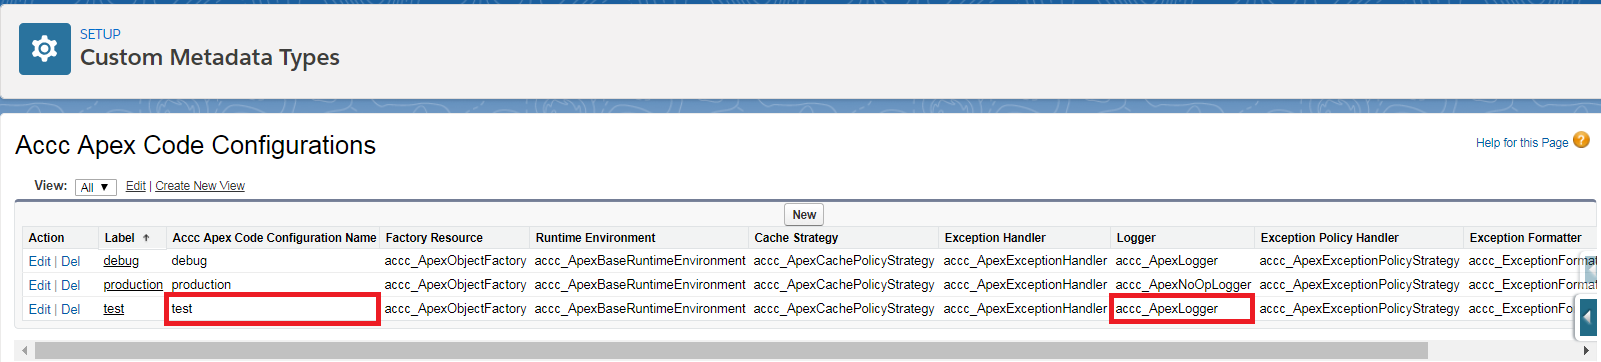 SETUP
Custom Metadata Types
Accc Apex Code Configurations
Help for this Page ?
View: All ▼ Edit | Create New View
New
Action Label ↑ Accc Apex Code Configuration Name Factory Resource Runtime Environment Cache Strategy Exception Handler Logger Exception Policy Handler Exception Formatter
Edit | Del debug debug accc_ApexObjectFactory accc_ApexBaseRuntimeEnvironment accc_ApexCachePolicyStrategy accc_ApexExceptionHandler accc_ApexLogger accc_ApexExceptionPolicyStrategy accc_ExceptionForma
Edit | Del production production accc_ApexObjectFactory accc_ApexBaseRuntimeEnvironment accc_ApexCachePolicyStrategy accc_ApexExceptionHandler accc_ApexNoOpLogger accc_ApexExceptionPolicyStrategy accc_ExceptionForma
Edit | Del test test accc_ApexObjectFactory accc_ApexBaseRuntimeEnvironment accc_ApexCachePolicyStrategy accc_ApexExceptionHandler accc_ApexLogger accc_ApexExceptionPolicyStrategy accc_ExceptionFo